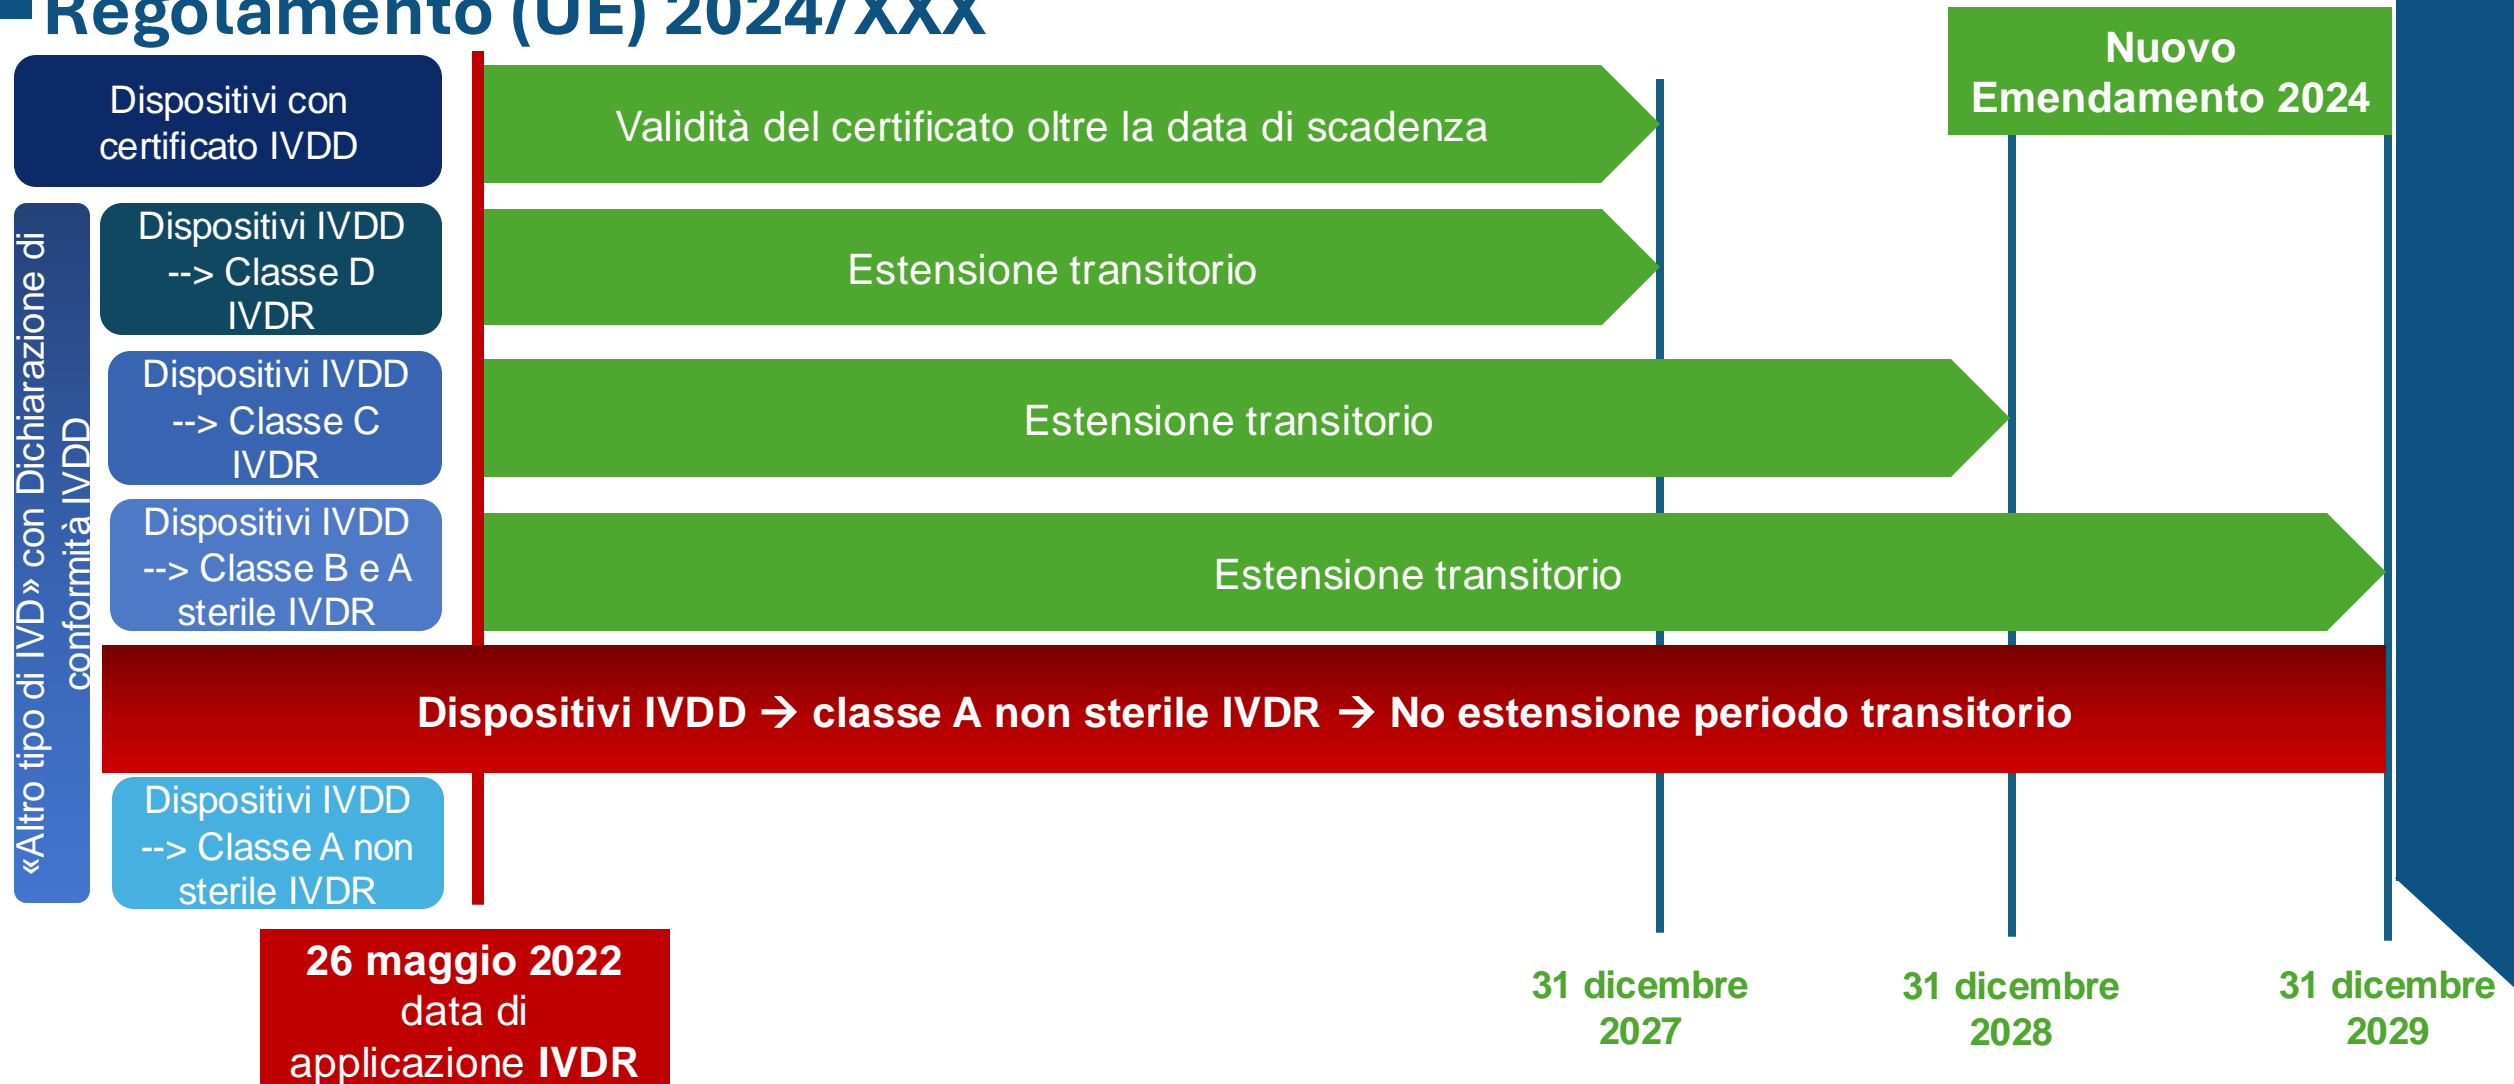 Regolamento (UE) 2024/XXX
Nuovo
Emendamento 2024
Dispositivi con
certificato IVDD
Validità del certificato oltre la data di scadenza
«Altro tipo di IVD» con Dichiarazione di
conformità IVDD
Dispositivi IVDD
--> Classe D
IVDR
Estensione transitorio
Dispositivi IVDD
--> Classe C
IVDR
Estensione transitorio
Dispositivi IVDD
--> Classe B e A
sterile IVDR
Estensione transitorio
Dispositivi IVDD → classe A non sterile IVDR → No estensione periodo transitorio
Dispositivi IVDD
--> Classe A non
sterile IVDR
26 maggio 2022
data di
applicazione IVDR
31 dicembre
2027
31 dicembre
2028
31 dicembre
2029